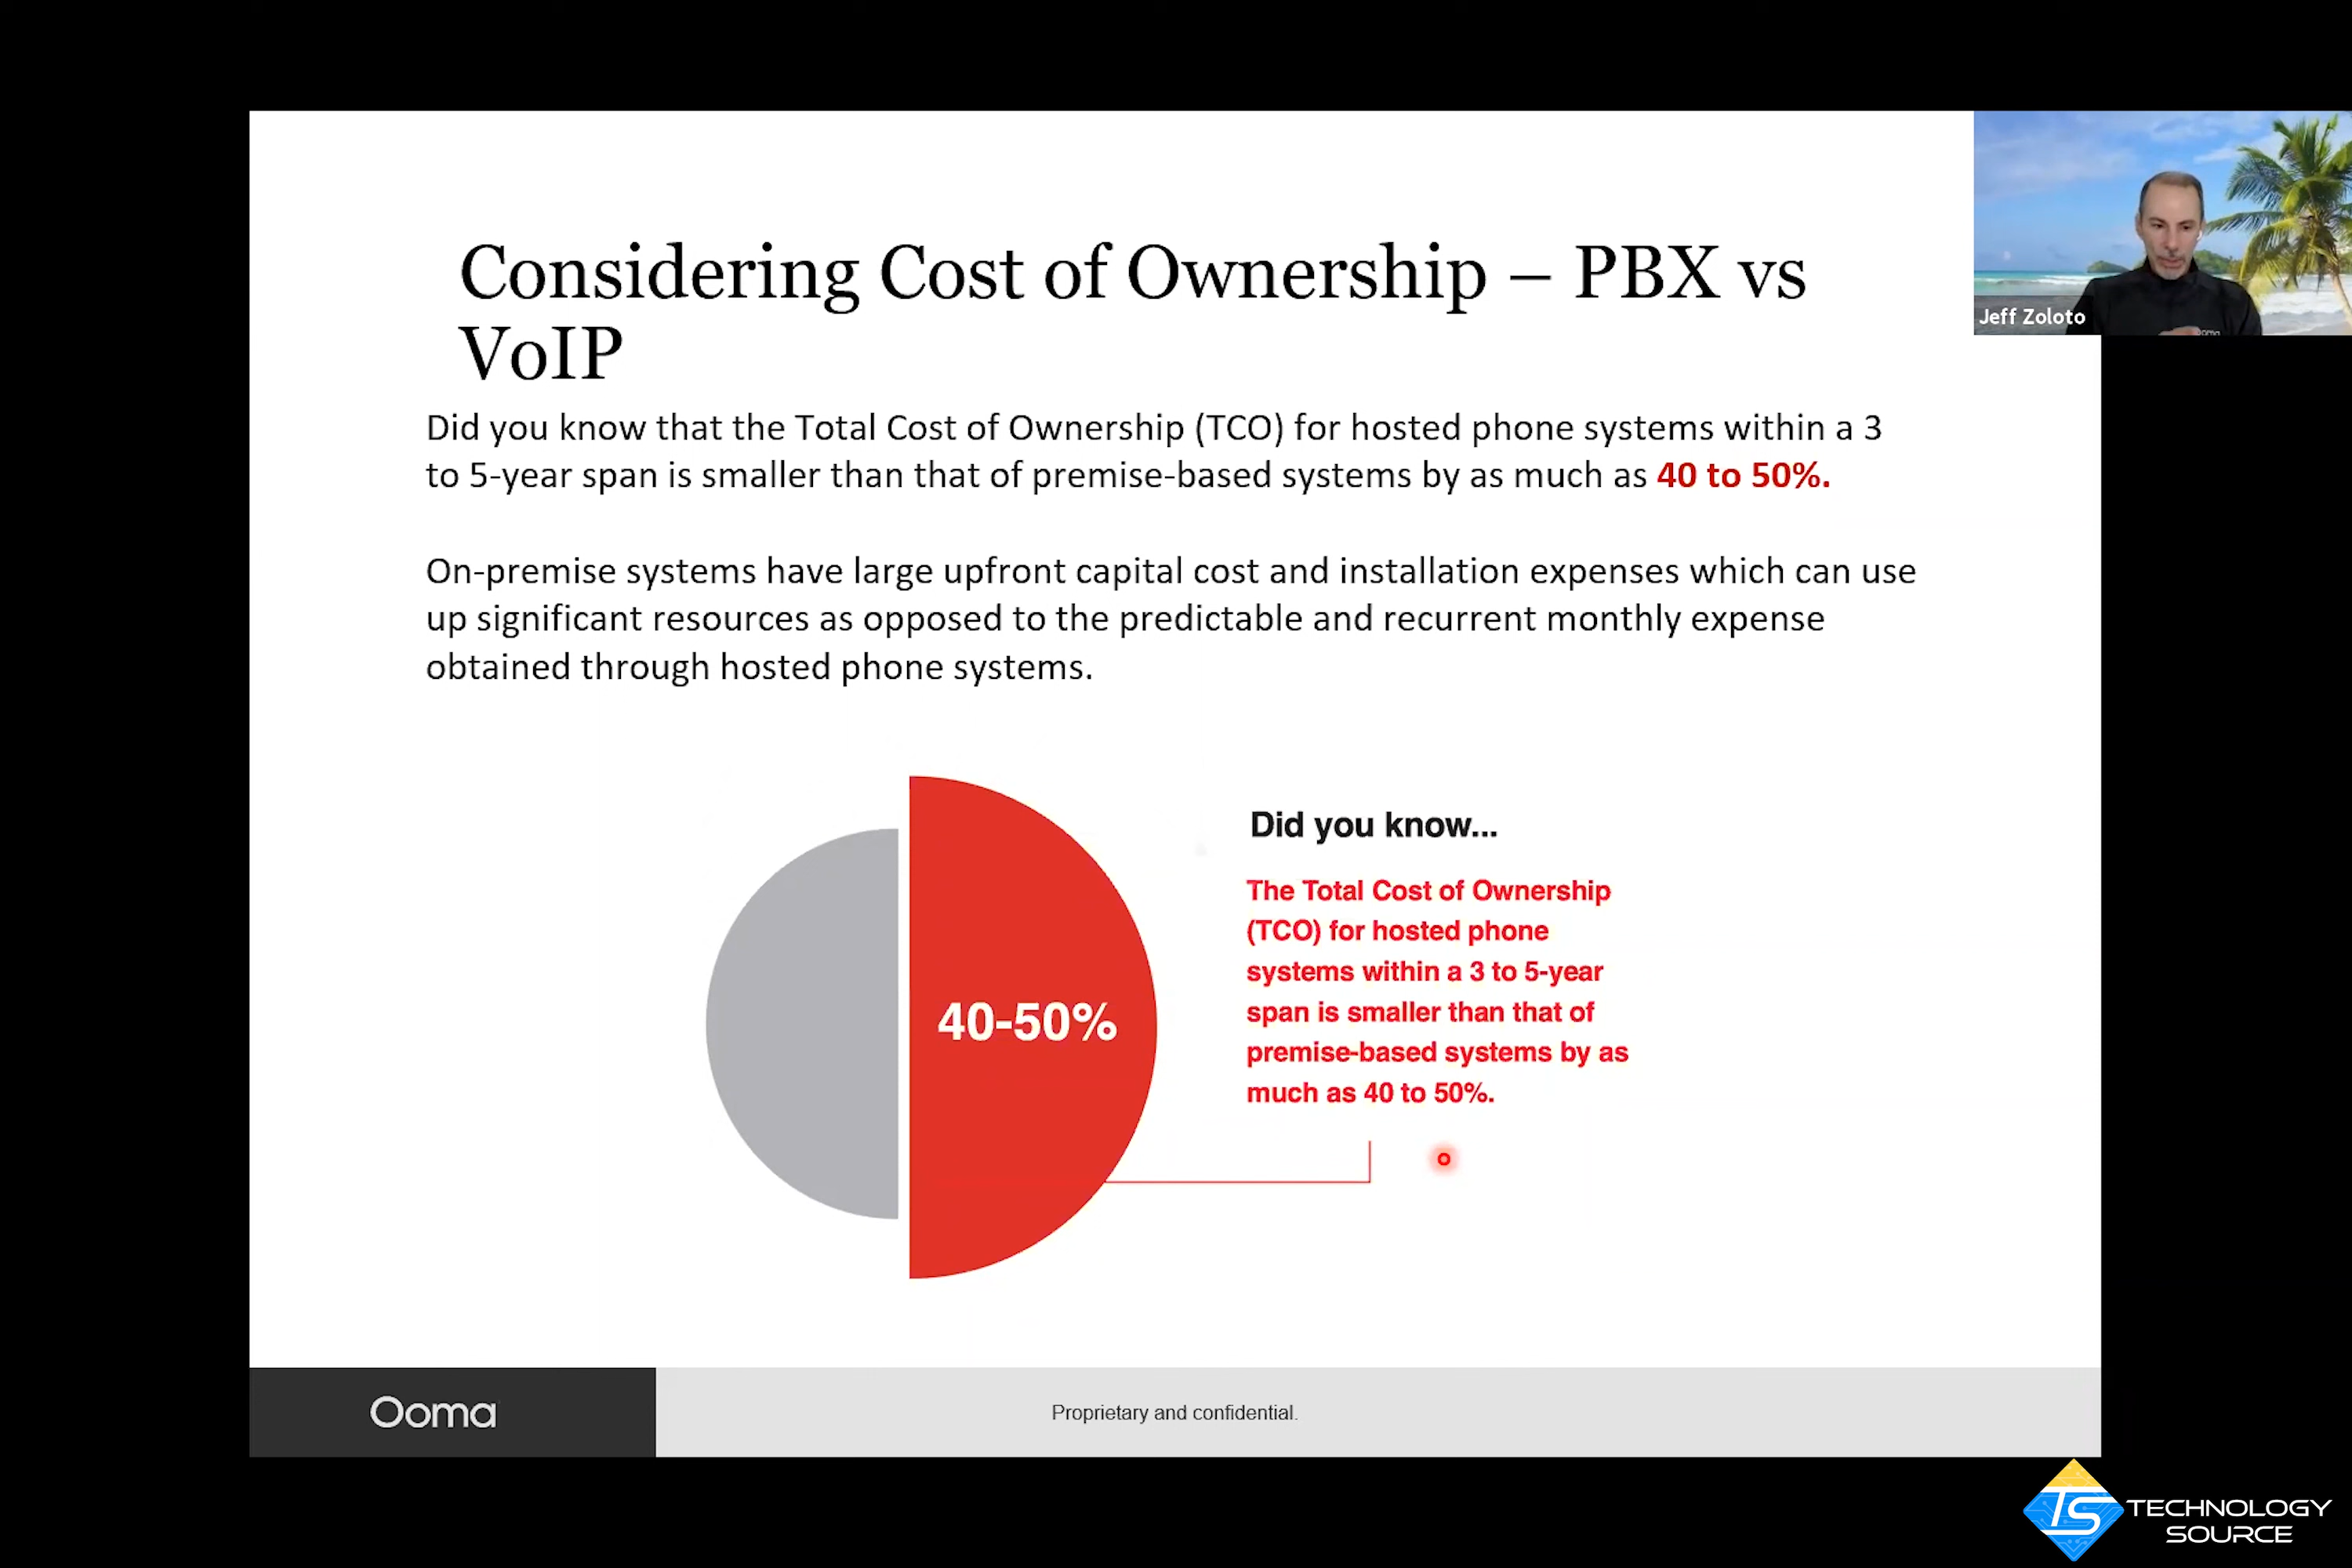 Considering Cost of Ownership – PBX vs
VoIP
Jeff Zoloto
Did you know that the Total Cost of Ownership (TCO) for hosted phone systems within a 3
to 5-year span is smaller than that of premise-based systems by as much as 40 to 50%.
On-premise systems have large upfront capital cost and installation expenses which can use
up significant resources as opposed to the predictable and recurrent monthly expense
obtained through hosted phone systems.
40-50%
Did you know...
The Total Cost of Ownership
(TCO) for hosted phone
systems within a 3 to 5-year
span is smaller than that of
premise-based systems by as
much as 40 to 50%.
Ooma
Proprietary and confidential.
TS
TECHNOLOGY
SOURCE